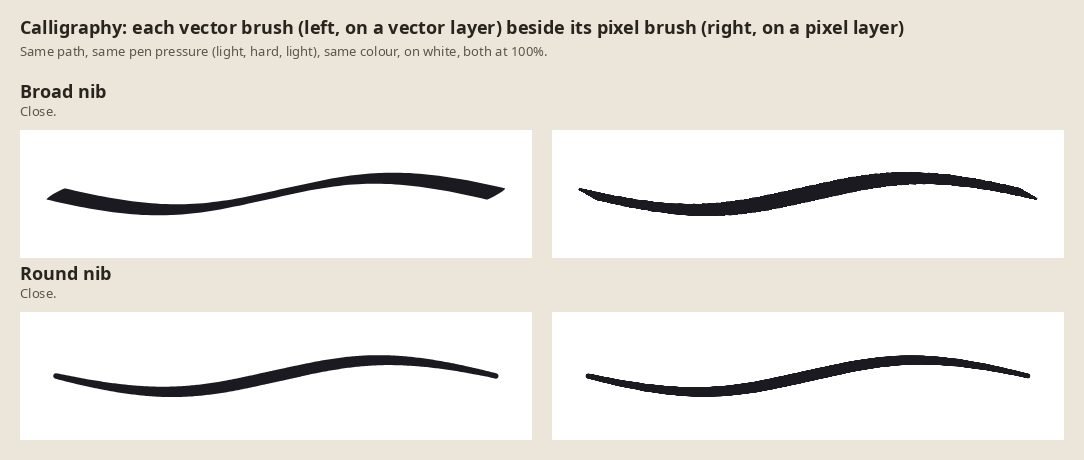 Calligraphy: each vector brush (left, on a vector layer) beside its pixel brush (right, on a pixel layer)
Same path, same pen pressure (light, hard, light), same colour, on white, both at 100%.
Broad nib
Close.
Round nib
Close.